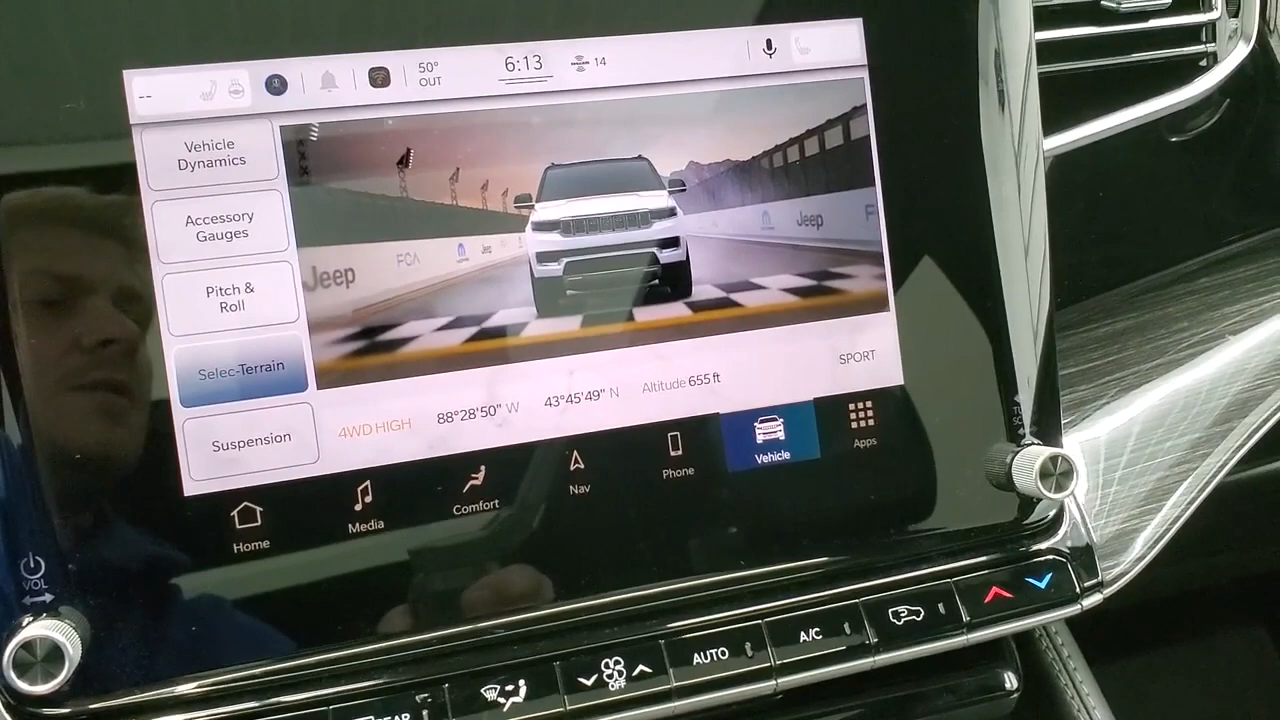 --
50°
OUT
6:13
14
Vehicle
Dynamics
Accessory
Gauges
Pitch &
Roll
Selec-Terrain
Suspension
Jeep
FCA
Jeep
Jeep
F
SPORT
4WD HIGH
88°28'50" W
43°45'49" N
Altitude 655 ft
Home
Media
Comfort
Nav
Phone
Vehicle
Apps
VOL
OFF
AUTO
A/C